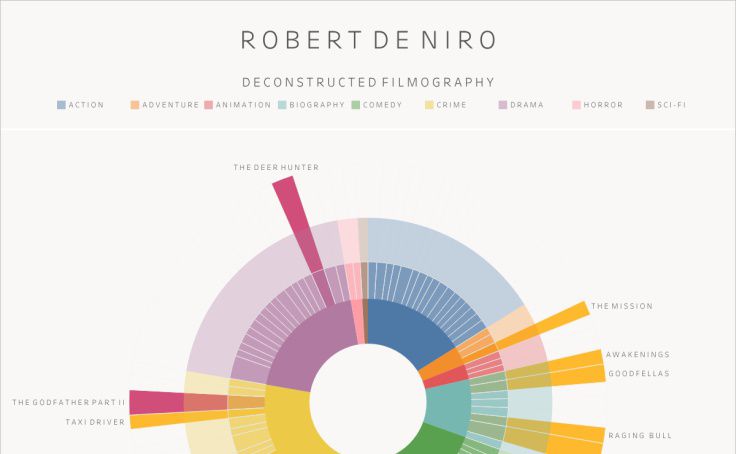 ROBERT DE NIRO
DECONSTRUCTED FILMOGRAPHY
ACTION ADVENTURE ANIMATION BIOGRAPHY COMEDY CRIME DRAMA HORROR SCI-FI
THE DEER HUNTER
THE MISSION
AWAKENINGS
GOODFELLAS
THE GODFATHER PART II
TAXI DRIVER
RAGING BULL